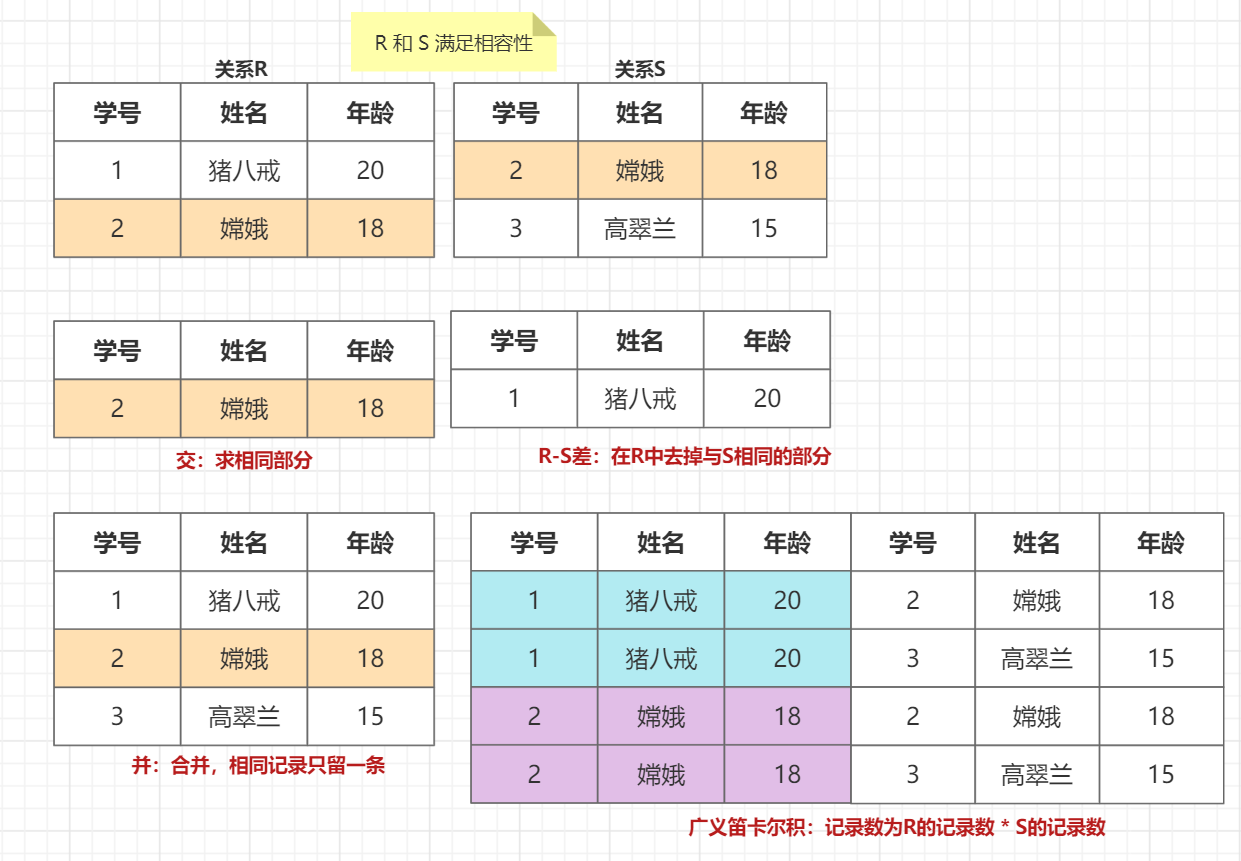 R 和 S 满足相容性
关系R
学号 姓名 年龄
1 猪八戒 20
2 嫦娥 18
关系S
学号 姓名 年龄
2 嫦娥 18
3 高翠兰 15
学号 姓名 年龄
2 嫦娥 18
交：求相同部分
学号 姓名 年龄
1 猪八戒 20
R-S差：在R中去掉与S相同的部分
学号 姓名 年龄
1 猪八戒 20
2 嫦娥 18
3 高翠兰 15
并：合并，相同记录只留一条
学号 姓名 年龄 学号 姓名 年龄
1 猪八戒 20 2 嫦娥 18
1 猪八戒 20 3 高翠兰 15
2 嫦娥 18 2 嫦娥 18
2 嫦娥 18 3 高翠兰 15
广义笛卡尔积：记录数为R的记录数 * S的记录数